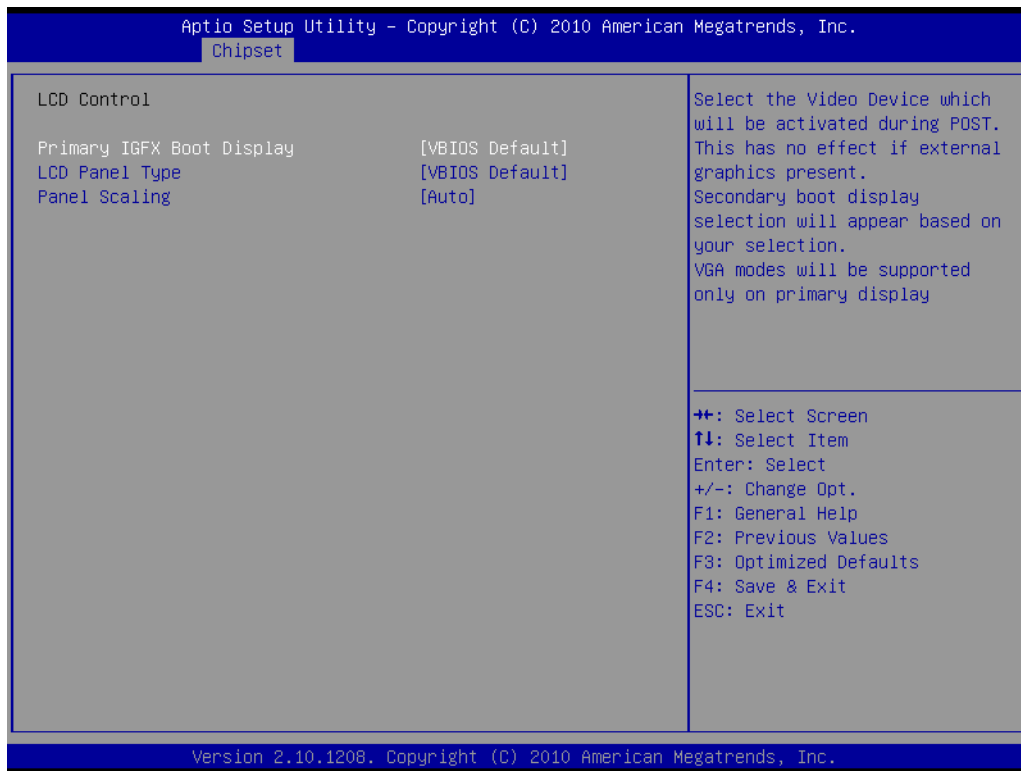 Aptio Setup Utility – Copyright (C) 2010 American Megatrends, Inc.
Chipset
LCD Control
Primary IGFX Boot Display [VBIOS Default]
LCD Panel Type [VBIOS Default]
Panel Scaling [Auto]
Select the Video Device which
will be activated during POST.
This has no effect if external
graphics present.
Secondary boot display
selection will appear based on
your selection.
VGA modes will be supported
only on primary display
→←: Select Screen
↑↓: Select Item
Enter: Select
+/-: Change Opt.
F1: General Help
F2: Previous Values
F3: Optimized Defaults
F4: Save & Exit
ESC: Exit
Version 2.10.1208. Copyright (C) 2010 American Megatrends, Inc.